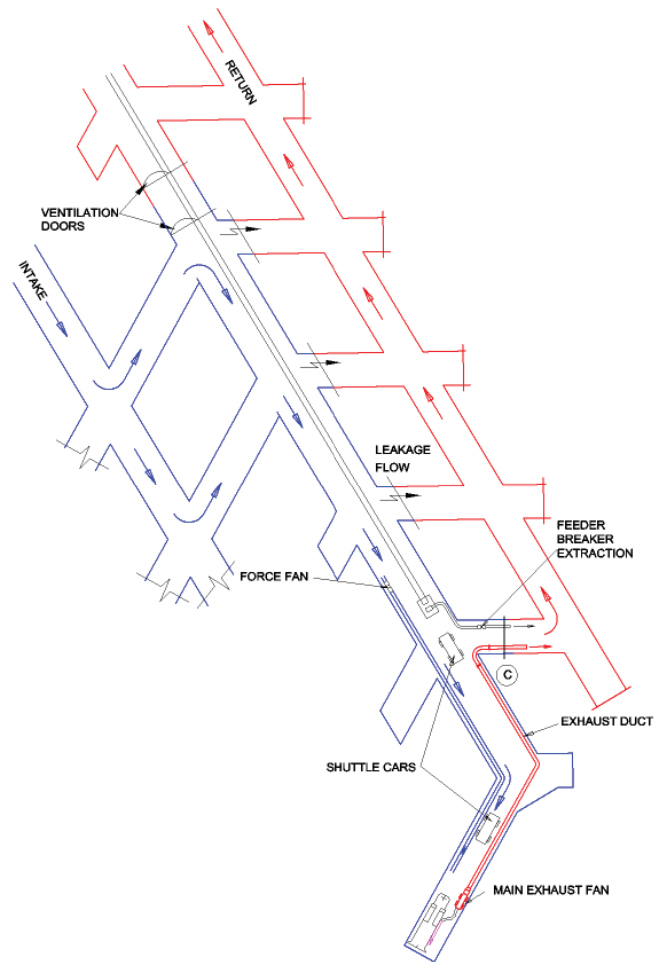 RETURN
VENTILATION
DOORS
INTAKE
LEAKAGE
FLOW
FEEDER
BREAKER
EXTRACTION
FORCE FAN
C
EXHAUST DUCT
SHUTTLE CARS
MAIN EXHAUST FAN